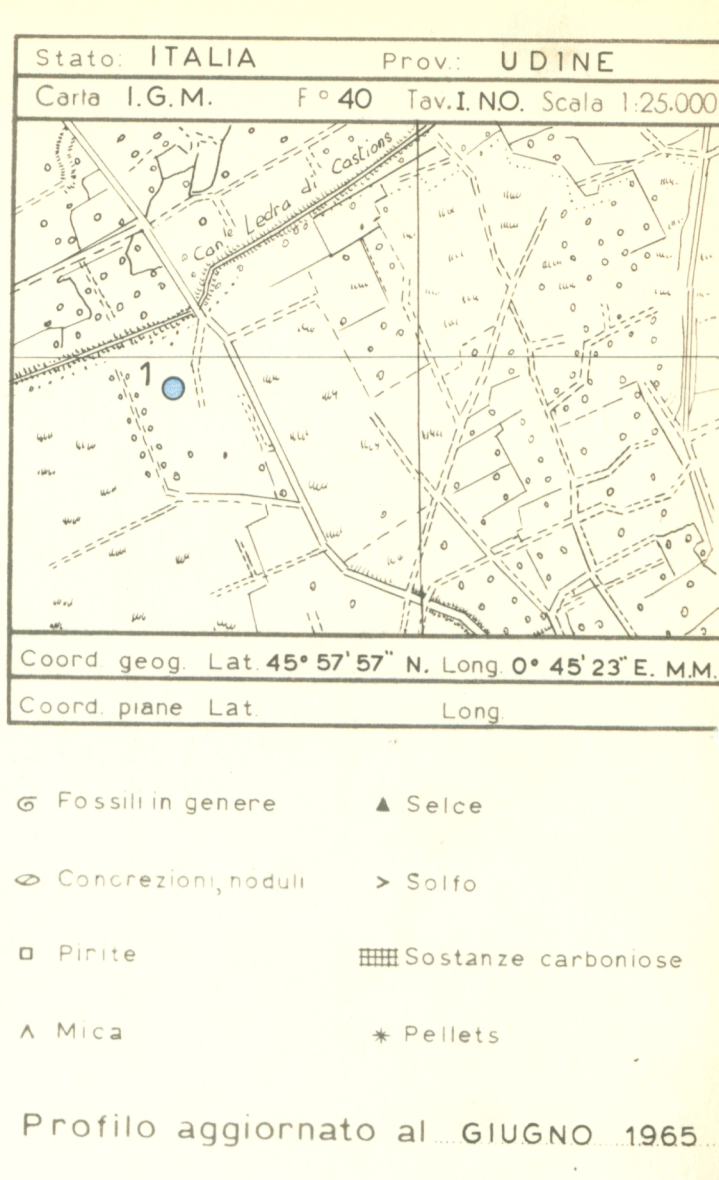 Stato: ITALIA Prov.: UDINE
Carta I.G.M. F° 40 Tav. I. N.O. Scala 1:25.000
Canle Ledra di Castions
1
Coord. geog. Lat. 45° 57' 57" N. Long. 0° 45' 23" E. M.M.
Coord. piane Lat. Long.
Fossili in genere
Selce
Concrezioni, noduli
Solfo
Pirite
Sostanze carboniose
Mica
Pellets
Profilo aggiornato al GIUGNO 1965